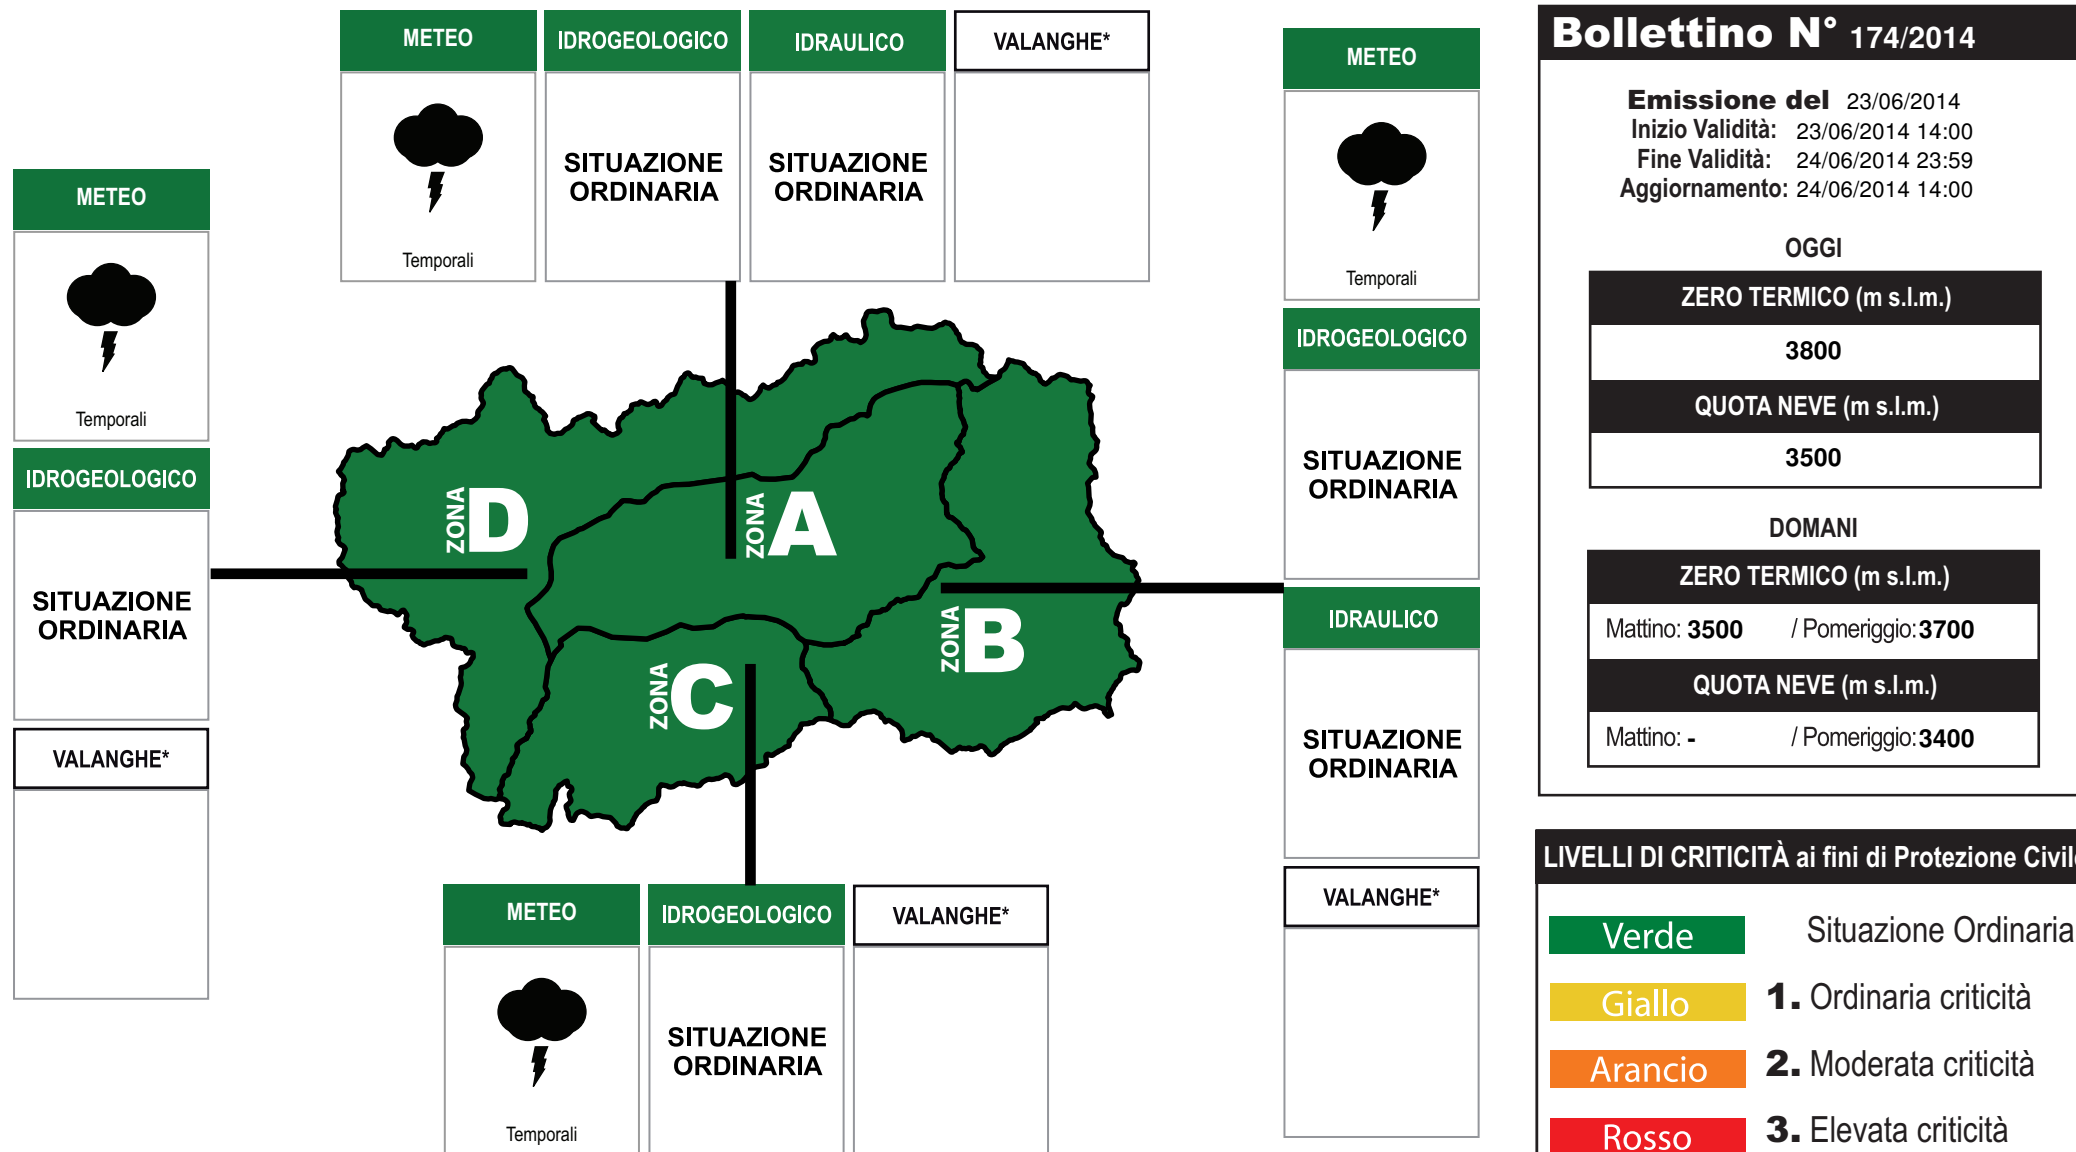 METEO
IDROGEOLOGICO
IDRAULICO
VALANGHE*
Temporali
SITUAZIONE
ORDINARIA
SITUAZIONE
ORDINARIA
METEO
Temporali
IDROGEOLOGICO
SITUAZIONE
ORDINARIA
VALANGHE*
METEO
Temporali
IDROGEOLOGICO
SITUAZIONE
ORDINARIA
IDRAULICO
SITUAZIONE
ORDINARIA
VALANGHE*
ZONA D
ZONA A
ZONA B
ZONA C
METEO
IDROGEOLOGICO
VALANGHE*
Temporali
SITUAZIONE
ORDINARIA
Bollettino N° 174/2014
Emissione del 23/06/2014
Inizio Validità: 23/06/2014 14:00
Fine Validità: 24/06/2014 23:59
Aggiornamento: 24/06/2014 14:00
OGGI
ZERO TERMICO (m s.l.m.)
3800
QUOTA NEVE (m s.l.m.)
3500
DOMANI
ZERO TERMICO (m s.l.m.)
Mattino: 3500 / Pomeriggio: 3700
QUOTA NEVE (m s.l.m.)
Mattino: - / Pomeriggio: 3400
LIVELLI DI CRITICITÀ ai fini di Protezione Civile
Verde Situazione Ordinaria
Giallo 1. Ordinaria criticità
Arancio 2. Moderata criticità
Rosso 3. Elevata criticità